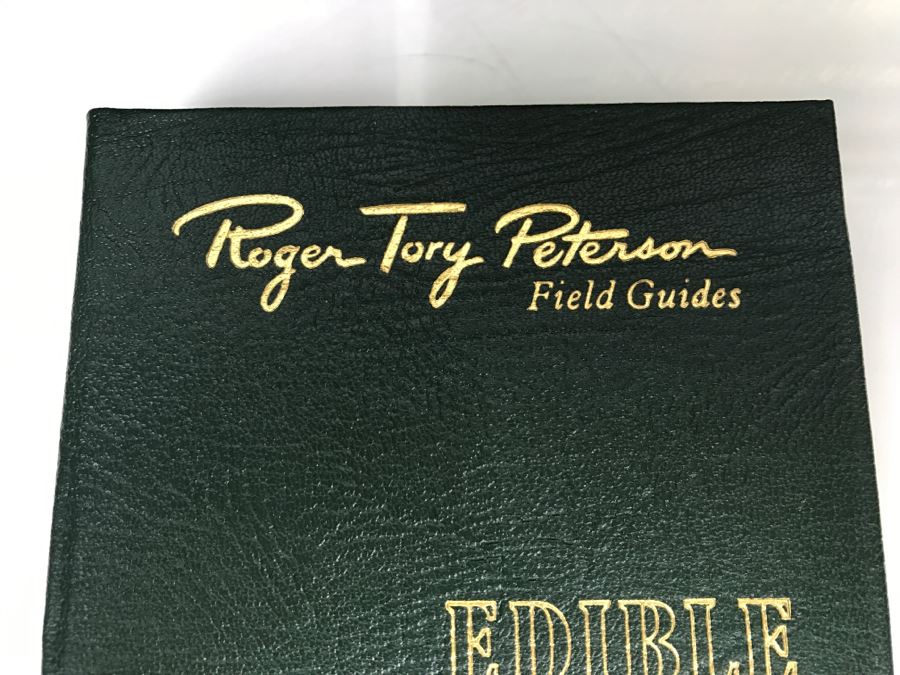 Roger Tory Peterson
Field Guides
EDIBLE